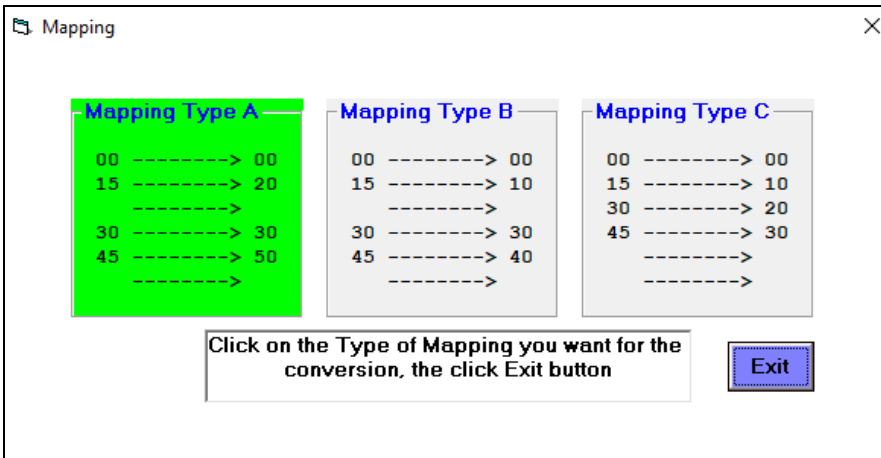 Mapping
Mapping Type A
00 --------> 00
15 --------> 20
-------->
30 --------> 30
45 --------> 50
-------->
Mapping Type B
00 --------> 00
15 --------> 10
-------->
30 --------> 30
45 --------> 40
-------->
Mapping Type C
00 --------> 00
15 --------> 10
30 --------> 20
45 --------> 30
-------->
-------->
Click on the Type of Mapping you want for the
conversion, the click Exit button
Exit